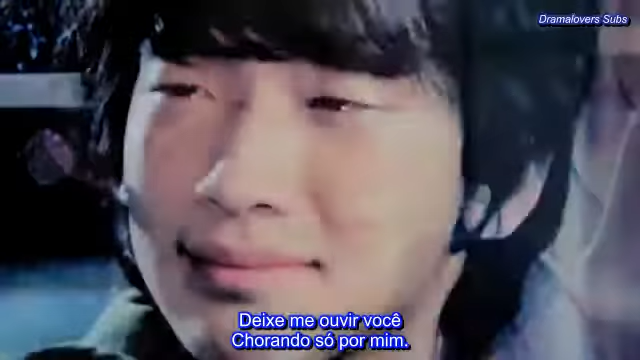 Dramalovers Subs
Deixe me ouvir você
Chorando só por mim.